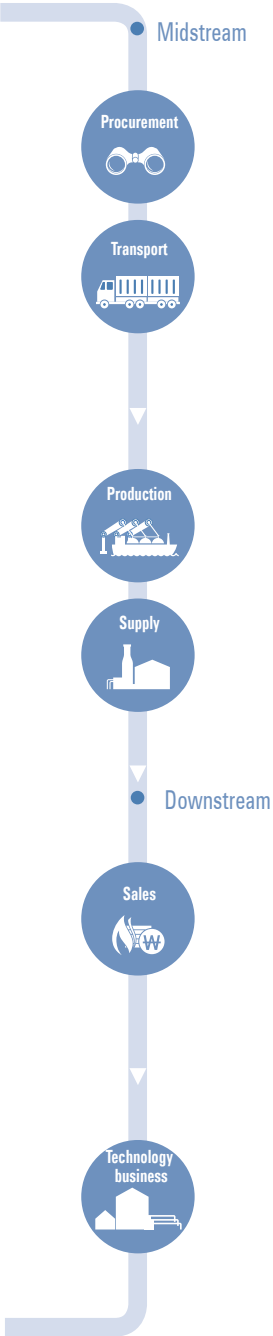 Midstream
Procurement
Transport
Production
Supply
Downstream
Sales
₩
Technology
business